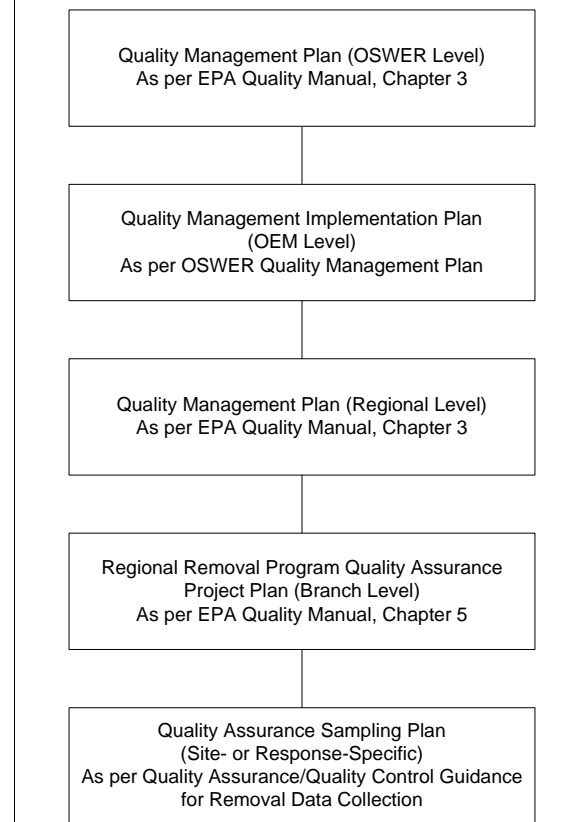 Quality Management Plan (OSWER Level)
As per EPA Quality Manual, Chapter 3
Quality Management Implementation Plan
(OEM Level)
As per OSWER Quality Management Plan
Quality Management Plan (Regional Level)
As per EPA Quality Manual, Chapter 3
Regional Removal Program Quality Assurance
Project Plan (Branch Level)
As per EPA Quality Manual, Chapter 5
Quality Assurance Sampling Plan
(Site- or Response-Specific)
As per Quality Assurance/Quality Control Guidance
for Removal Data Collection